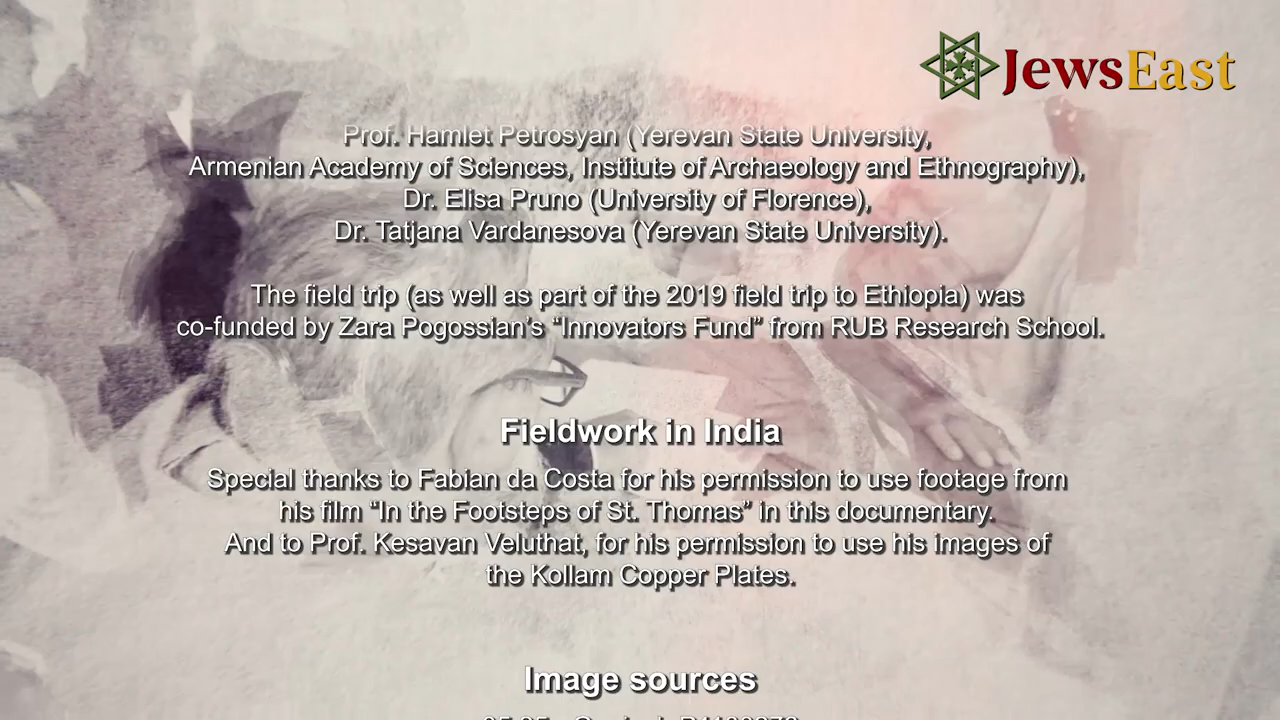 JewsEast
Prof. Hamlet Petrosyan (Yerevan State University,
Armenian Academy of Sciences, Institute of Archaeology and Ethnography),
Dr. Elisa Pruno (University of Florence),
Dr. Tatjana Vardanesova (Yerevan State University).
The field trip (as well as part of the 2019 field trip to Ethiopia) was
co-funded by Zara Pogossian's “Innovators Fund” from RUB Research School.
Fieldwork in India
Special thanks to Fabian da Costa for his permission to use footage from
his film “In the Footsteps of St. Thomas” in this documentary.
And to Prof. Kesavan Veluthat, for his permission to use his images of
the Kollam Copper Plates.
Image sources